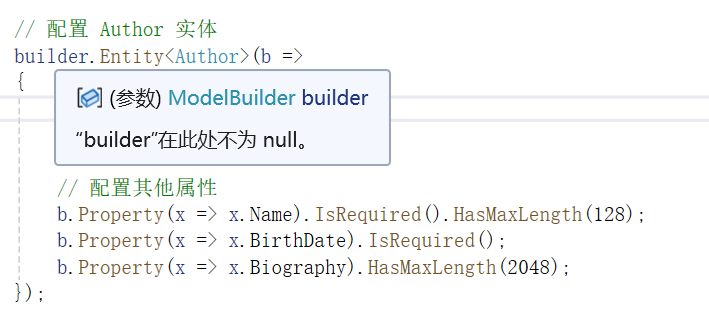 // 配置 Author 实体
builder.Entity<Author>(b =>
{
(参数) ModelBuilder builder
“builder”在此处不为 null。
// 配置其他属性
b.Property(x => x.Name).IsRequired().HasMaxLength(128);
b.Property(x => x.BirthDate).IsRequired();
b.Property(x => x.Biography).HasMaxLength(2048);
});